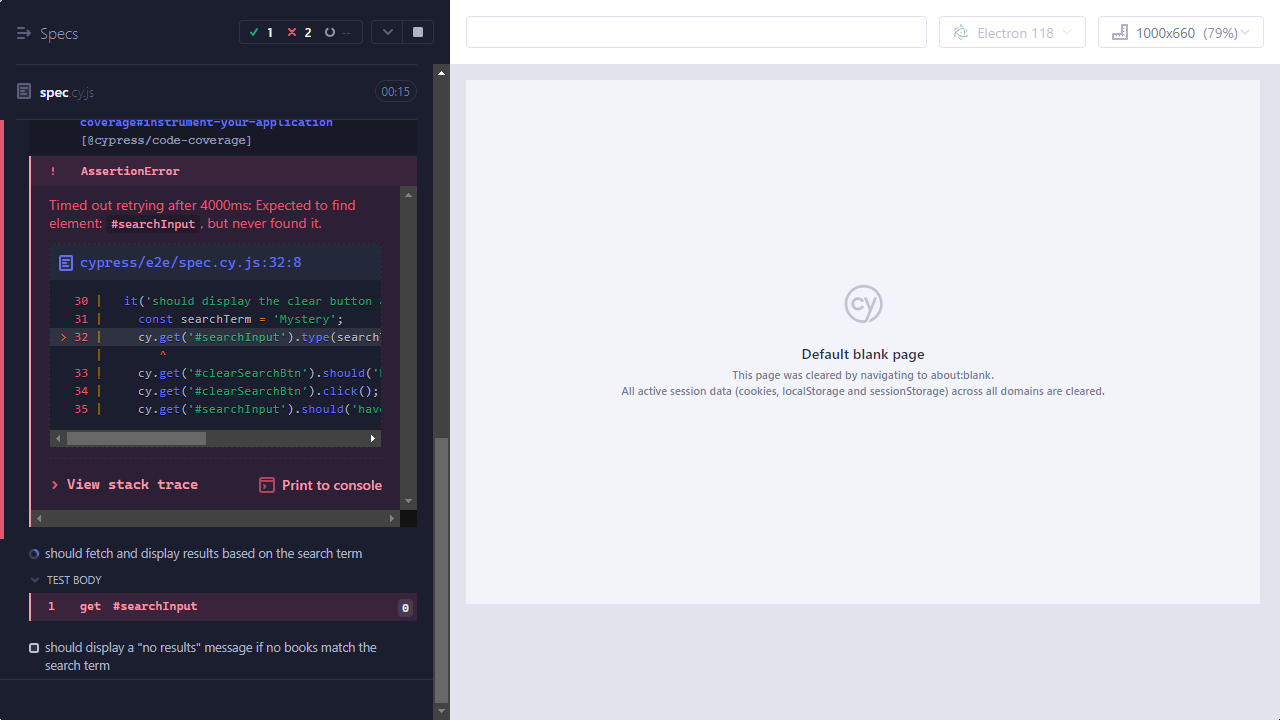 Specs
1 2 --
Electron 118
1000x660 (79%)
spec.cy.js
00:15
coverage#instrument-your-application
[@cypress/code-coverage]
! AssertionError
Timed out retrying after 4000ms: Expected to find
element: #searchInput, but never found it.
cypress/e2e/spec.cy.js:32:8
30 | it('should display the clear button
31 | const searchTerm = 'Mystery';
> 32 | cy.get('#searchInput').type(search
| ^
33 | cy.get('#clearSearchBtn').should('
34 | cy.get('#clearSearchBtn').click();
35 | cy.get('#searchInput').should('have
> View stack trace
Print to console
should fetch and display results based on the search term
TEST BODY
1 get #searchInput 0
should display a "no results" message if no books match the
search term
cy
Default blank page
This page was cleared by navigating to about:blank.
All active session data (cookies, localStorage and sessionStorage) across all domains are cleared.